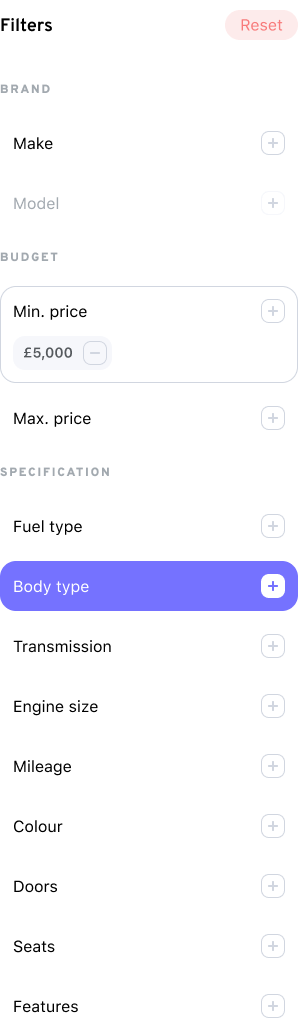 Filters
Reset
BRAND
Make
Model
BUDGET
Min. price
£5,000
Max. price
SPECIFICATION
Fuel type
Body type
Transmission
Engine size
Mileage
Colour
Doors
Seats
Features